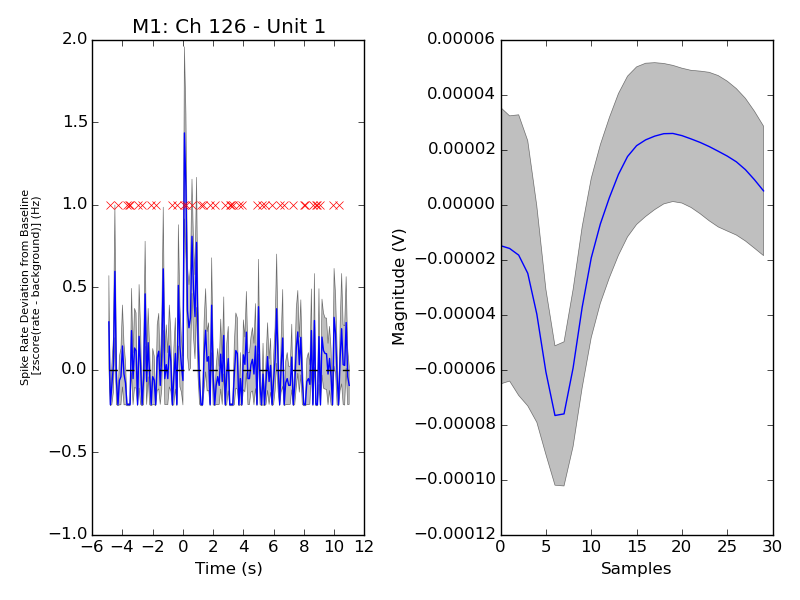 M1: Ch 126 - Unit 1
2.0
1.5
1.0
0.5
0.0
−0.5
−1.0
−6 −4 −2 0 2 4 6 8 10 12
Time (s)
Spike Rate Deviation from Baseline
[zscore(rate - background)] (Hz)
0.00006
0.00004
0.00002
0.00000
−0.00002
−0.00004
−0.00006
−0.00008
−0.00010
−0.00012
0 5 10 15 20 25 30
Samples
Magnitude (V)